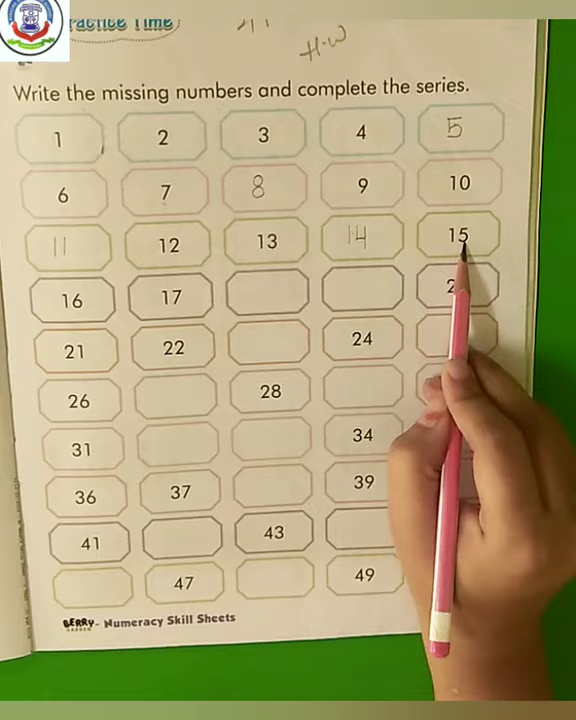 Practice Time
H.W
Write the missing numbers and complete the series.
1 2 3 4 5
6 7 8 9 10
11 12 13 14 15
16 17
21 22 24
26 28
31 34
36 37 39
41 43
47 49
BERRY GARDEN - Numeracy Skill Sheets